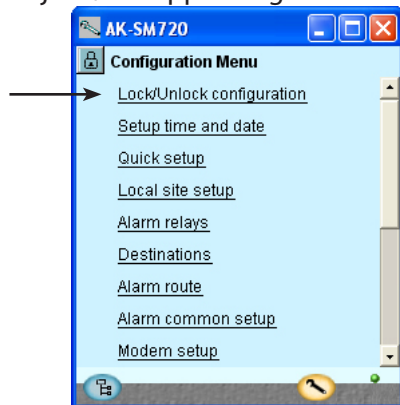 AK-SM720
Configuration Menu
Lock/Unlock configuration
Setup time and date
Quick setup
Local site setup
Alarm relays
Destinations
Alarm route
Alarm common setup
Modem setup